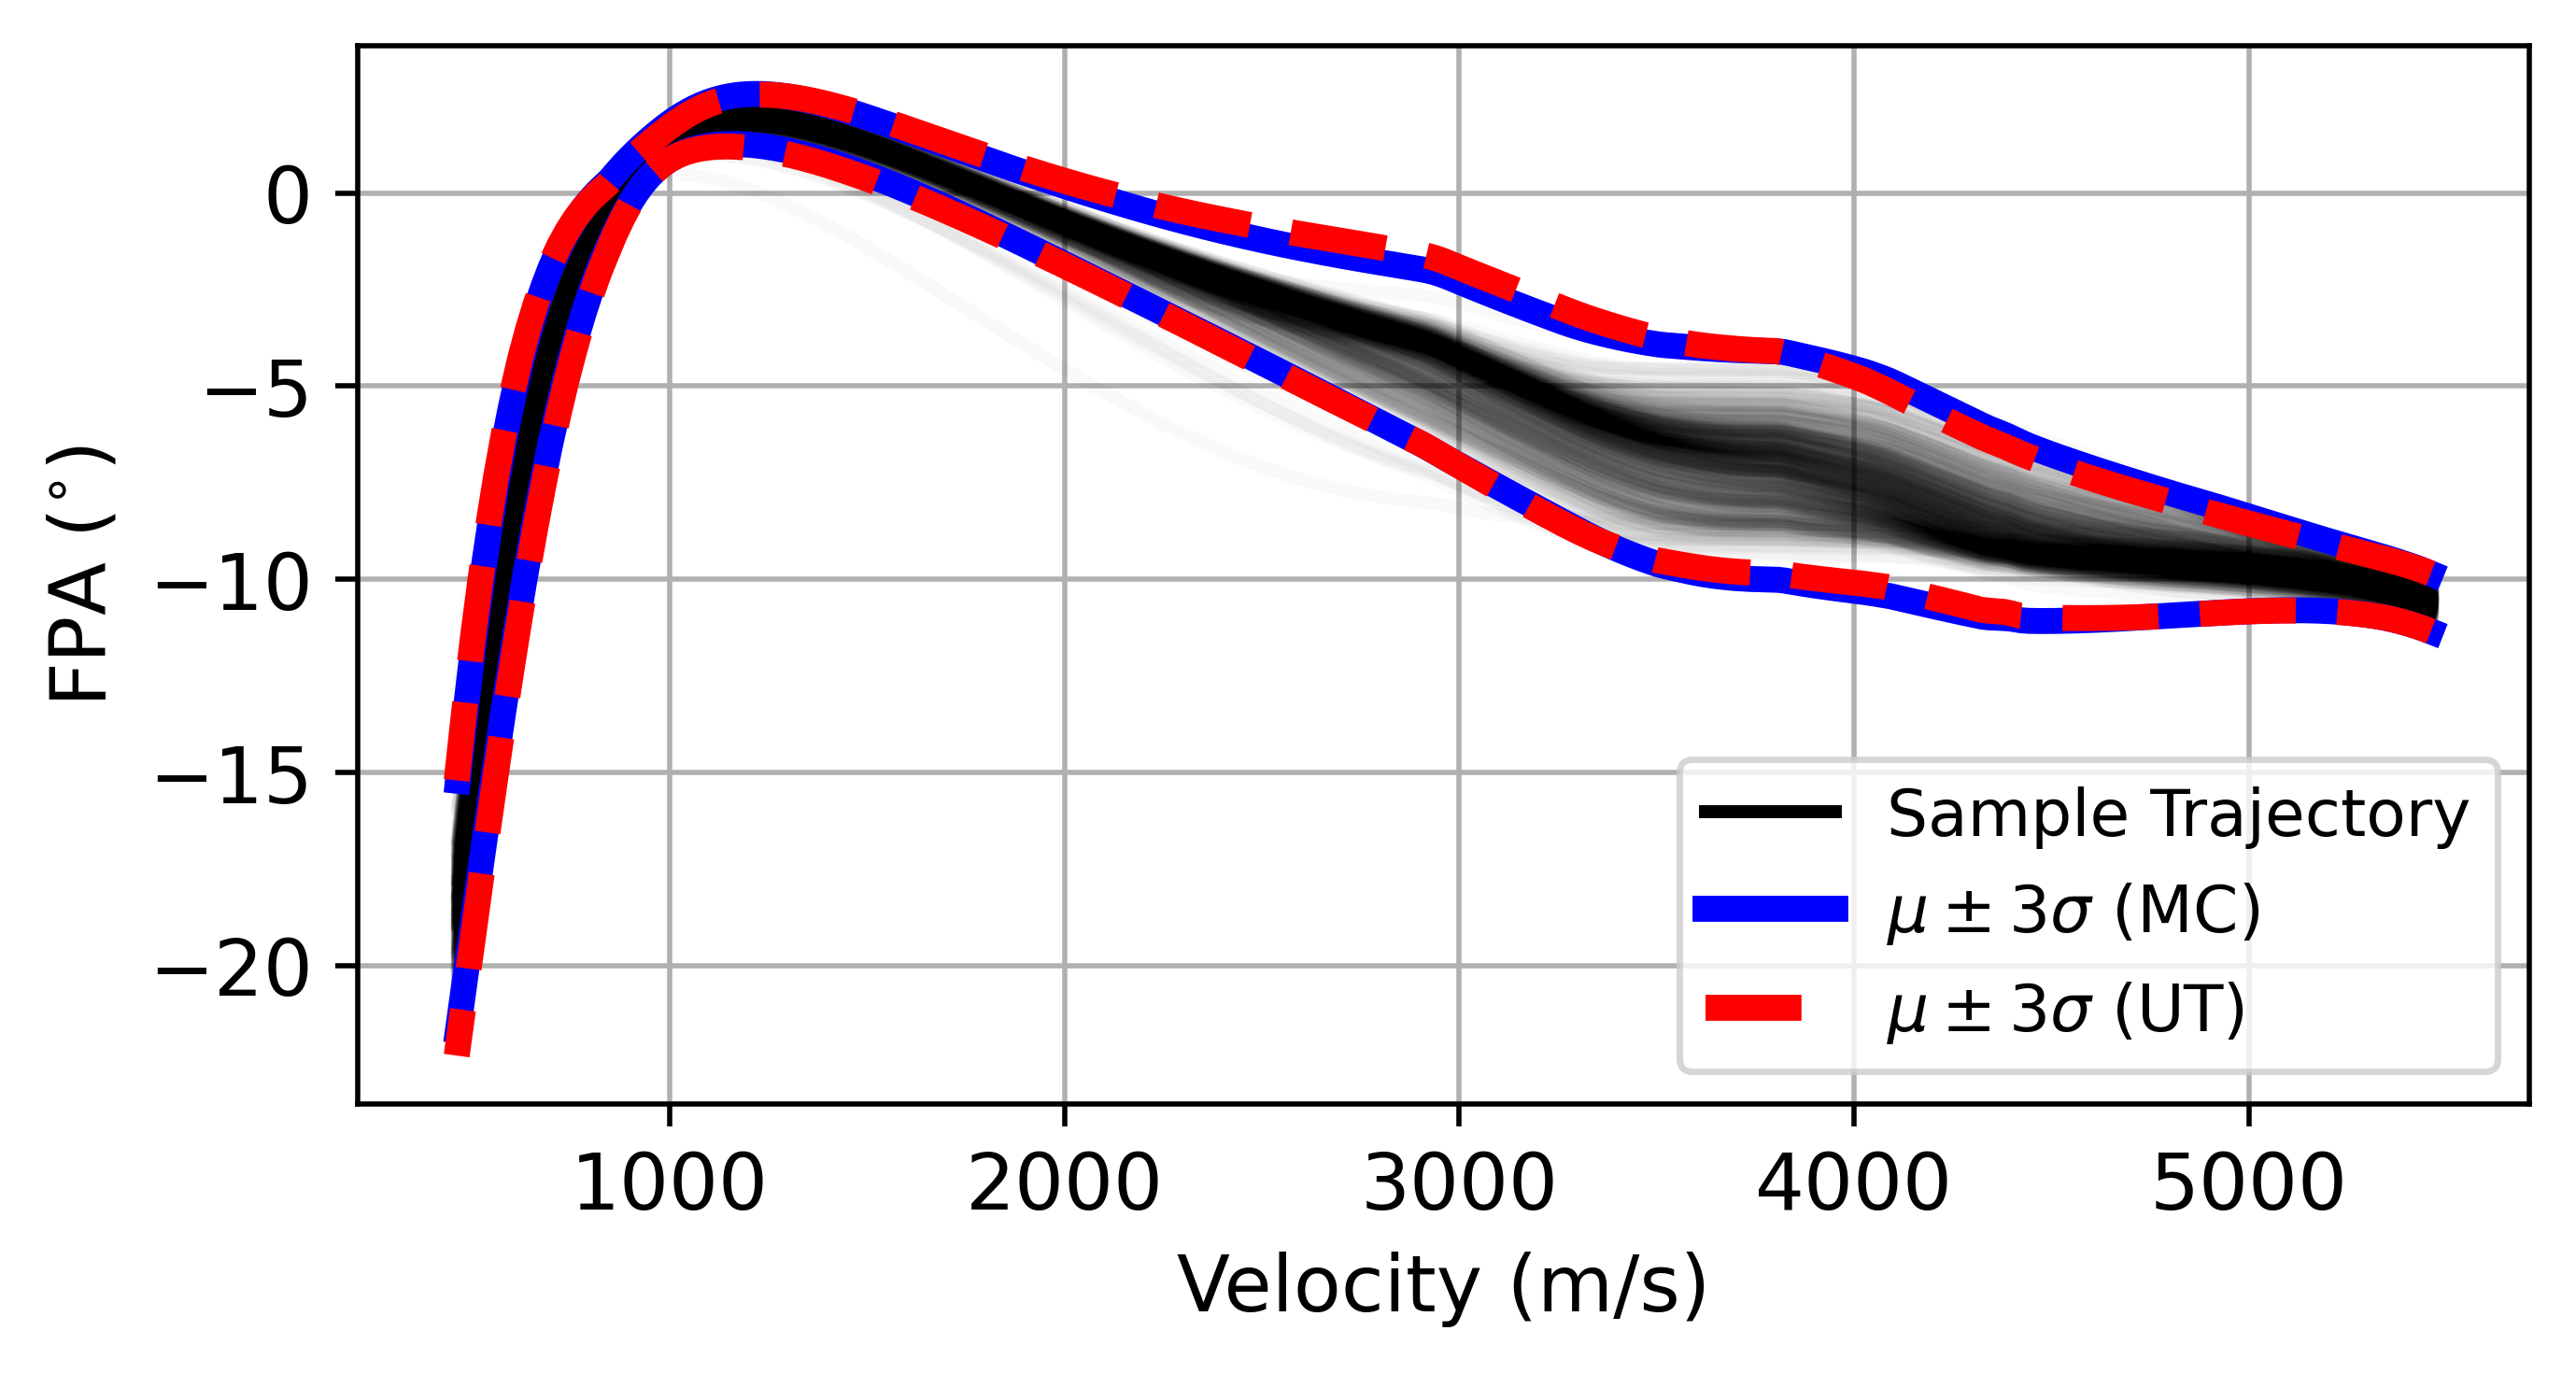 0
−5
−10
−15
−20
FPA (°)
Sample Trajectory
μ ± 3σ (MC)
μ ± 3σ (UT)
1000 2000 3000 4000 5000
Velocity (m/s)